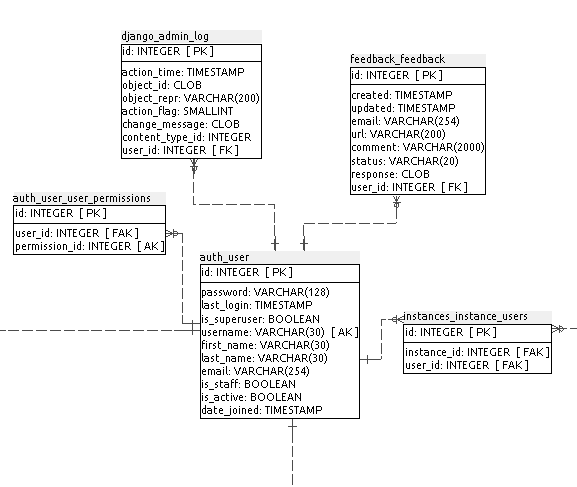 django_admin_log
id: INTEGER [ PK ]
action_time: TIMESTAMP
object_id: CLOB
object_repr: VARCHAR(200)
action_flag: SMALLINT
change_message: CLOB
content_type_id: INTEGER
user_id: INTEGER [ FK ]
feedback_feedback
id: INTEGER [ PK ]
created: TIMESTAMP
updated: TIMESTAMP
email: VARCHAR(254)
url: VARCHAR(200)
comment: VARCHAR(2000)
status: VARCHAR(20)
response: CLOB
user_id: INTEGER [ FK ]
auth_user_user_permissions
id: INTEGER [ PK ]
user_id: INTEGER [ FAK ]
permission_id: INTEGER [ AK ]
auth_user
id: INTEGER [ PK ]
password: VARCHAR(128)
last_login: TIMESTAMP
is_superuser: BOOLEAN
username: VARCHAR(30) [ AK ]
first_name: VARCHAR(30)
last_name: VARCHAR(30)
email: VARCHAR(254)
is_staff: BOOLEAN
is_active: BOOLEAN
date_joined: TIMESTAMP
instances_instance_users
id: INTEGER [ PK ]
instance_id: INTEGER [ FAK ]
user_id: INTEGER [ FAK ]